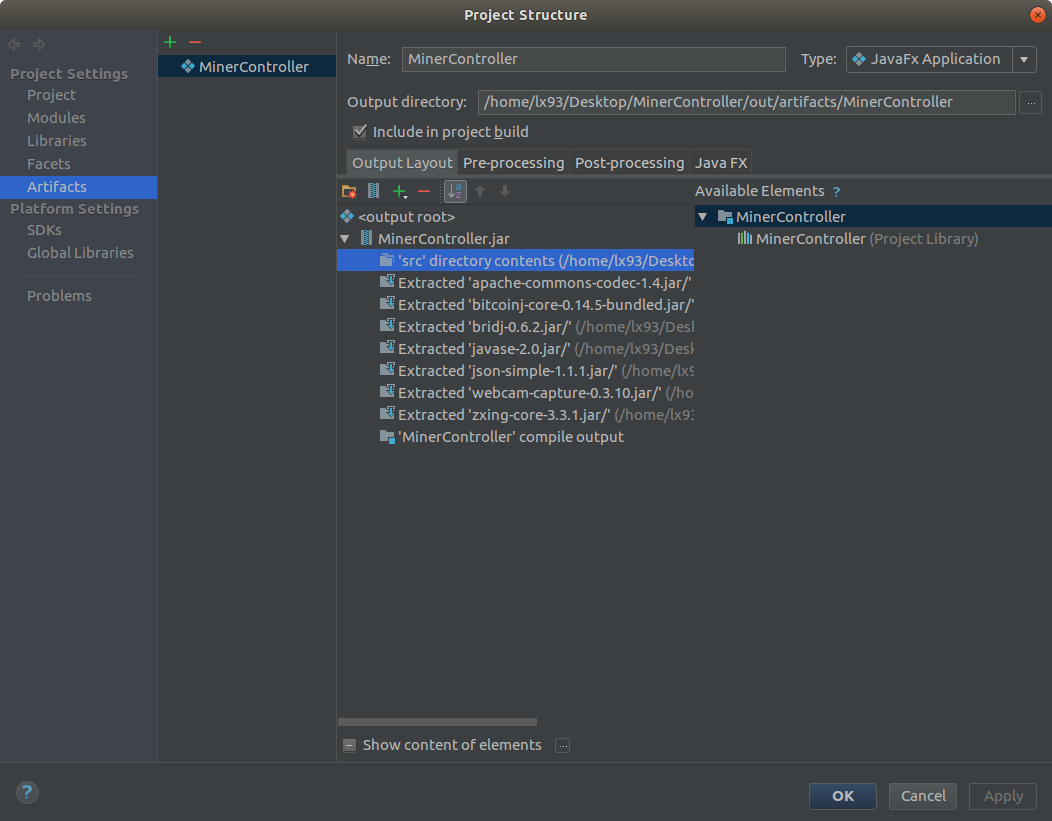 Project Structure
Project Settings
Project
Modules
Libraries
Facets
Artifacts
Platform Settings
SDKs
Global Libraries
Problems
MinerController
Name: MinerController Type: JavaFx Application
Output directory: /home/lx93/Desktop/MinerController/out/artifacts/MinerController ...
Include in project build
Output Layout Pre-processing Post-processing Java FX
Available Elements ?
<output root>
MinerController.jar
'src' directory contents (/home/lx93/Deskto
Extracted 'apache-commons-codec-1.4.jar/'
Extracted 'bitcoinj-core-0.14.5-bundled.jar/'
Extracted 'bridj-0.6.2.jar/' (/home/lx93/Desk
Extracted 'javase-2.0.jar/' (/home/lx93/Desk
Extracted 'json-simple-1.1.1.jar/' (/home/lx9
Extracted 'webcam-capture-0.3.10.jar/' (/ho
Extracted 'zxing-core-3.3.1.jar/' (/home/lx93
'MinerController' compile output
MinerController
MinerController (Project Library)
Show content of elements ...
?
OK Cancel Apply